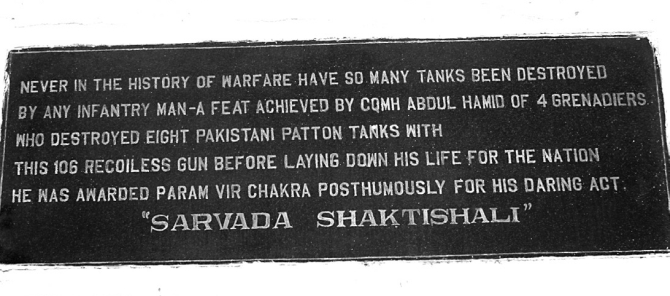 NEVER IN THE HISTORY OF WARFARE HAVE SO MANY TANKS BEEN DESTROYED
BY ANY INFANTRY MAN-A FEAT ACHIEVED BY CQMH ABDUL HAMID OF 4 GRENADIERS
WHO DESTROYED EIGHT PAKISTANI PATTON TANKS WITH
THIS 106 RECOILESS GUN BEFORE LAYING DOWN HIS LIFE FOR THE NATION
HE WAS AWARDED PARAM VIR CHAKRA POSTHUMOUSLY FOR HIS DARING ACT.
"SARVADA SHAKTISHALI"